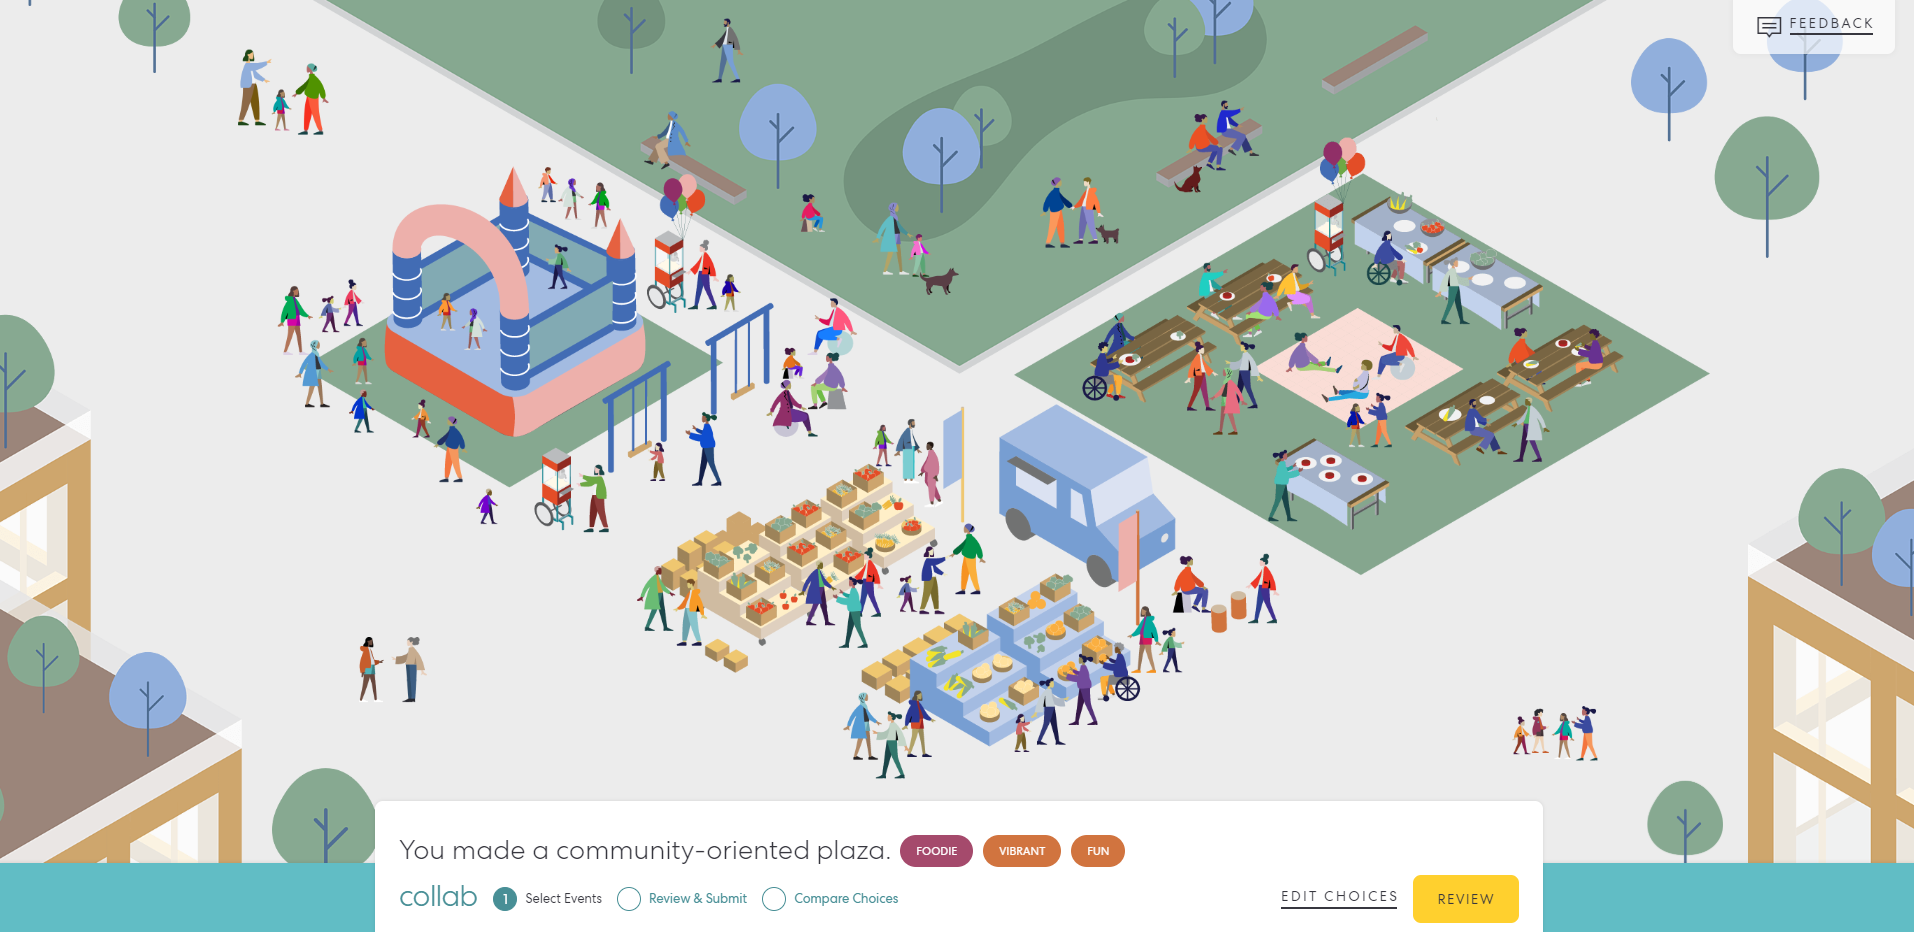 FEEDBACK
You made a community-oriented plaza. FOODIE VIBRANT FUN
collab 1 Select Events Review & Submit Compare Choices EDIT CHOICES REVIEW